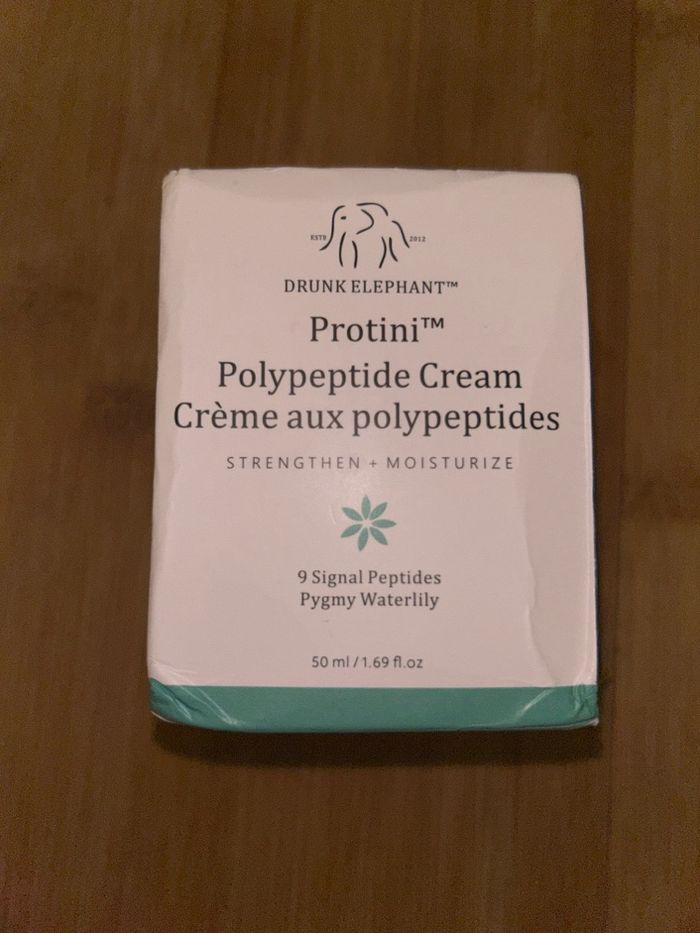 ESTD 2012
DRUNK ELEPHANT™
Protini™
Polypeptide Cream
Crème aux polypeptides
STRENGTHEN + MOISTURIZE
9 Signal Peptides
Pygmy Waterlily
50 ml / 1.69 fl.oz